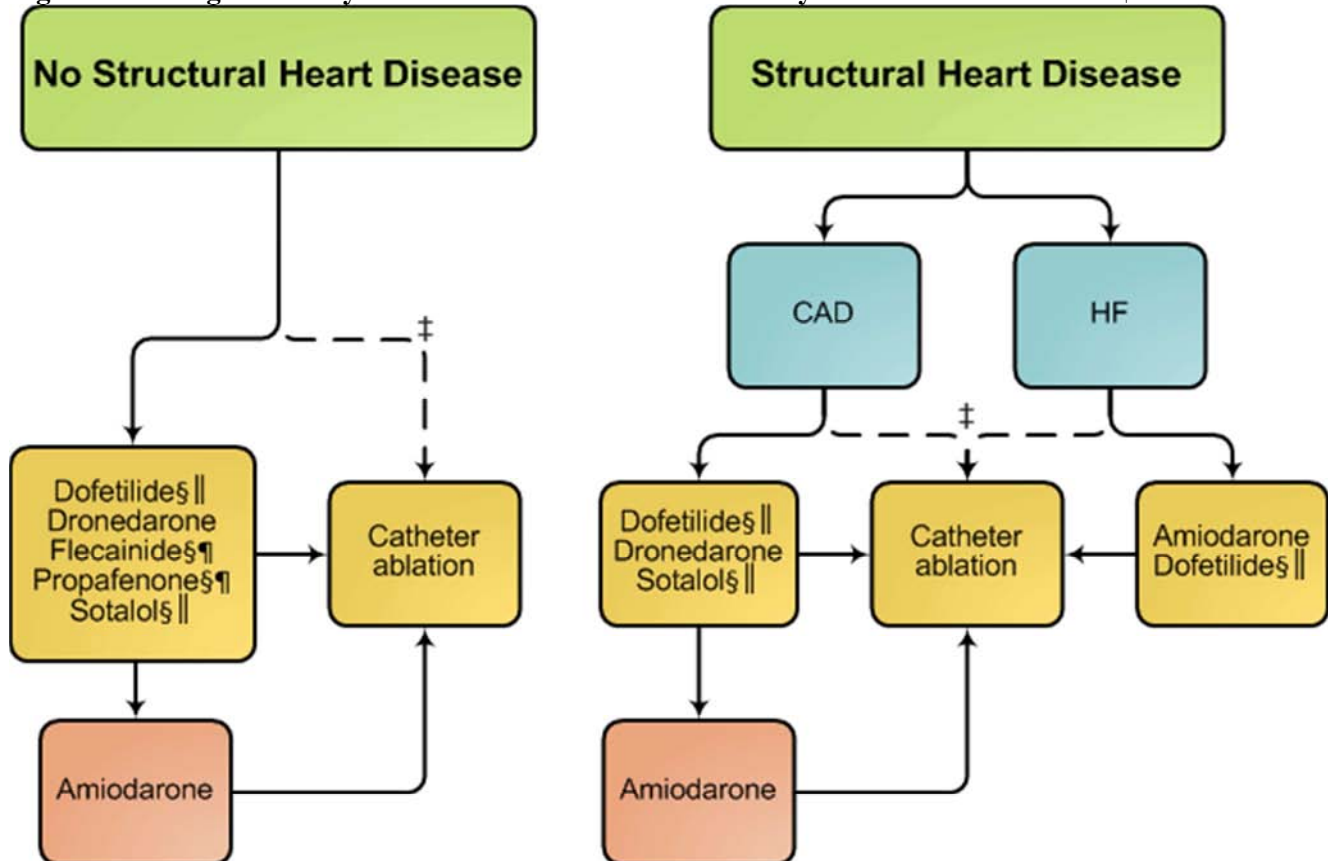 No Structural Heart Disease
Structural Heart Disease
CAD
HF
‡
‡
Dofetilide§‖
Dronedarone
Flecainide§¶
Propafenone§¶
Sotalol§‖
Catheter
ablation
Dofetilide§‖
Dronedarone
Sotalol§‖
Catheter
ablation
Amiodarone
Dofetilide§‖
Amiodarone
Amiodarone